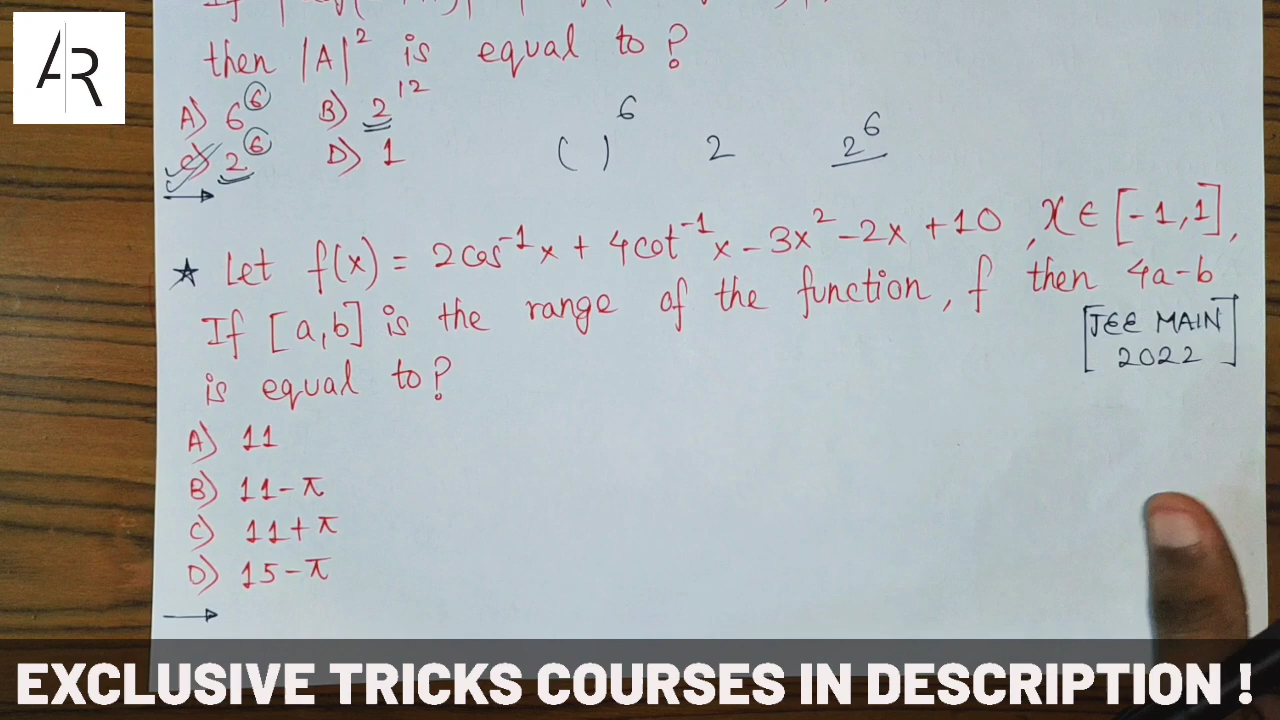 AR
then |A|² is equal to?
A) 6⁶ B) 2¹²
C) 2⁶ D) 1 ( )⁶ 2 2⁶
★ Let f(x) = 2cos⁻¹x + 4cot⁻¹x - 3x² - 2x + 10, x ∈ [-1,1],
If [a,b] is the range of the function, f then 4a-b
is equal to?
[JEE MAIN
2022]
A) 11
B) 11-π
C) 11+π
D) 15-π
EXCLUSIVE TRICKS COURSES IN DESCRIPTION !